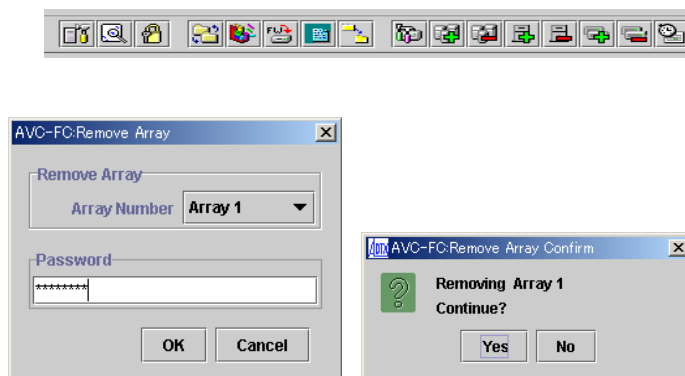 AVC-FC:Remove Array
Remove Array
Array Number Array 1
Password
********
OK Cancel
ADTX AVC-FC:Remove Array Confirm
Removing Array 1
Continue?
Yes No